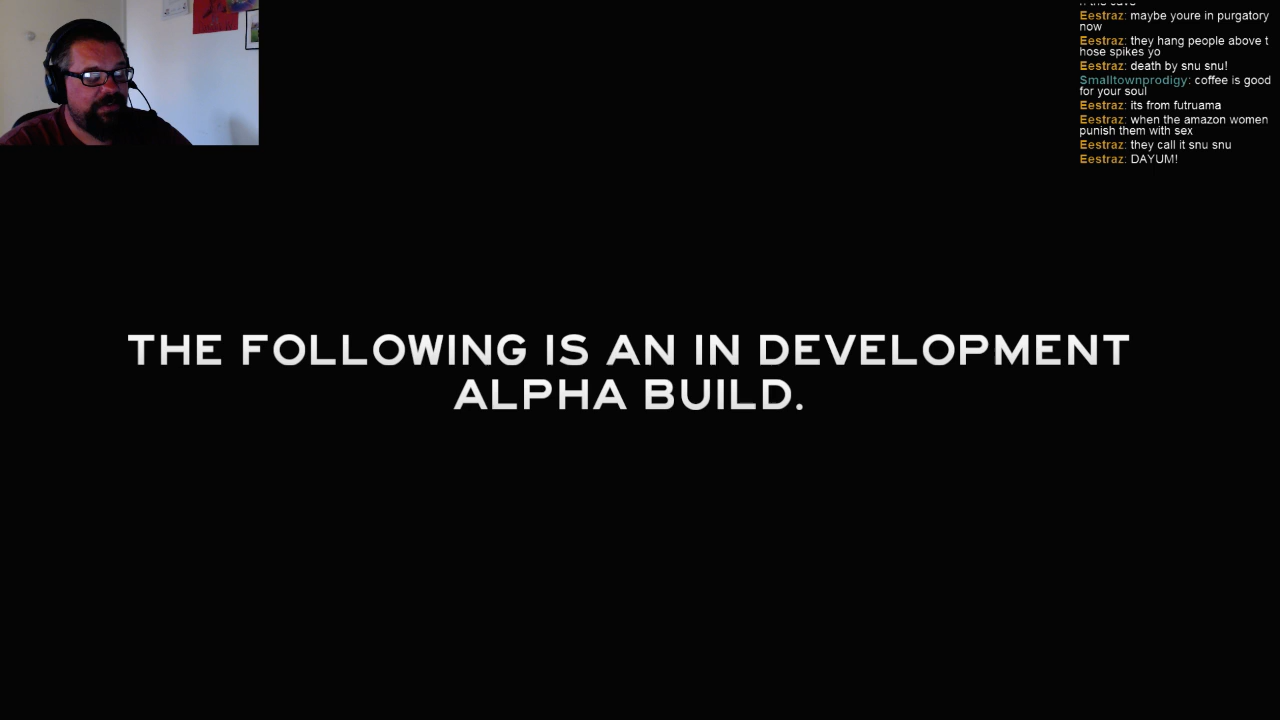 Eestraz: maybe youre in purgatory
now
Eestraz: they hang people above t
hose spikes yo
Eestraz: death by snu snu!
Smalltownprodigy: coffee is good
for your soul
Eestraz: its from futruama
Eestraz: when the amazon women
punish them with sex
Eestraz: they call it snu snu
Eestraz: DAYUM!
THE FOLLOWING IS AN IN DEVELOPMENT
ALPHA BUILD.